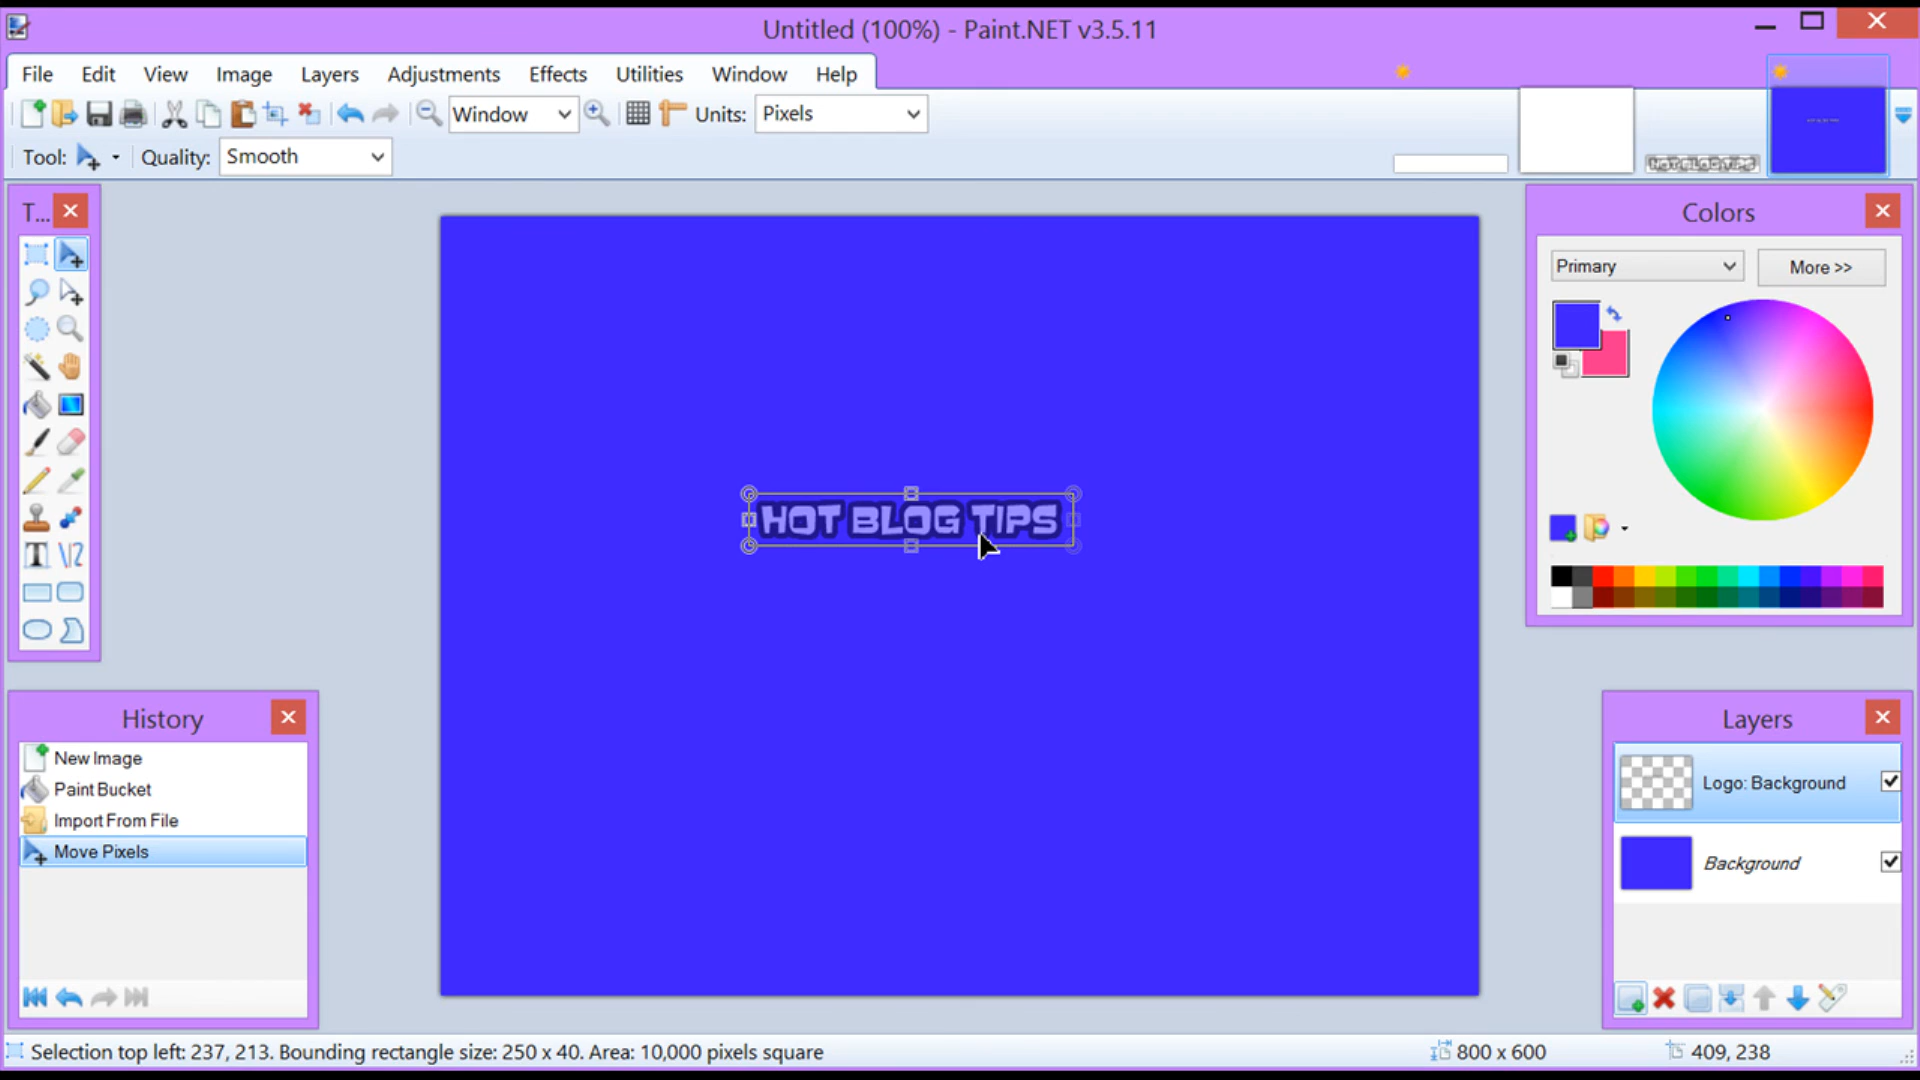 Untitled (100%) - Paint.NET v3.5.11
File Edit View Image Layers Adjustments Effects Utilities Window Help
Window Units: Pixels
Tool: Quality: Smooth
HOT BLOG TIPS
T...
Colors
Primary More >>
HOT BLOG TIPS
History
New Image
Paint Bucket
Import From File
Move Pixels
Layers
Logo: Background
Background
Selection top left: 237, 213. Bounding rectangle size: 250 x 40. Area: 10,000 pixels square 800 x 600 409, 238